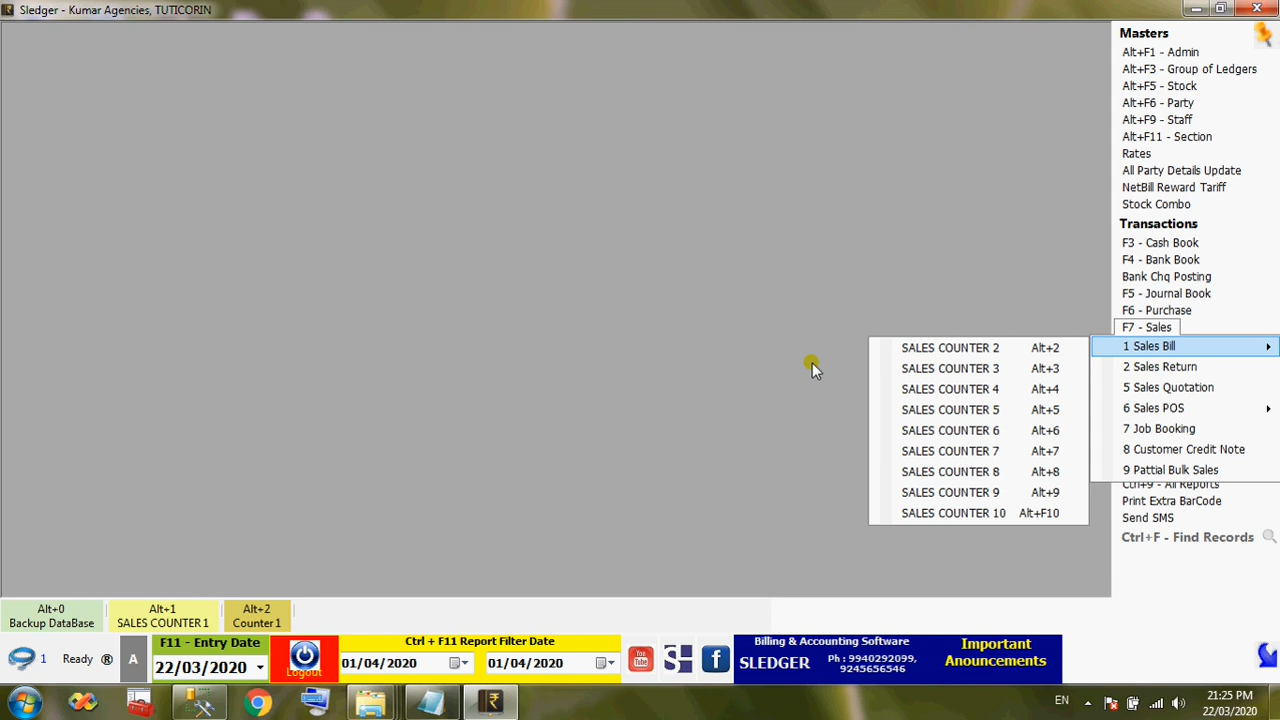 Sledger - Kumar Agencies, TUTICORIN
Masters
Alt+F1 - Admin
Alt+F3 - Group of Ledgers
Alt+F5 - Stock
Alt+F6 - Party
Alt+F9 - Staff
Alt+F11 - Section
Rates
All Party Details Update
NetBill Reward Tariff
Stock Combo
Transactions
F3 - Cash Book
F4 - Bank Book
Bank Chq Posting
F5 - Journal Book
F6 - Purchase
F7 - Sales
1 Sales Bill
2 Sales Return
5 Sales Quotation
6 Sales POS
7 Job Booking
8 Customer Credit Note
9 Pattial Bulk Sales
SALES COUNTER 2 Alt+2
SALES COUNTER 3 Alt+3
SALES COUNTER 4 Alt+4
SALES COUNTER 5 Alt+5
SALES COUNTER 6 Alt+6
SALES COUNTER 7 Alt+7
SALES COUNTER 8 Alt+8
SALES COUNTER 9 Alt+9
SALES COUNTER 10 Alt+F10
Ctrl+9 - All Reports
Print Extra BarCode
Send SMS
Ctrl+F - Find Records
Alt+0
Backup DataBase
Alt+1
SALES COUNTER 1
Alt+2
Counter 1
1 Ready ® A
F11 - Entry Date
22/03/2020
Logout
Ctrl + F11 Report Filter Date
01/04/2020 01/04/2020
You
Tube
Billing & Accounting Software
SLEDGER
Ph : 9940292099,
9245656546
Important
Anouncements
EN
21:25 PM
22/03/2020